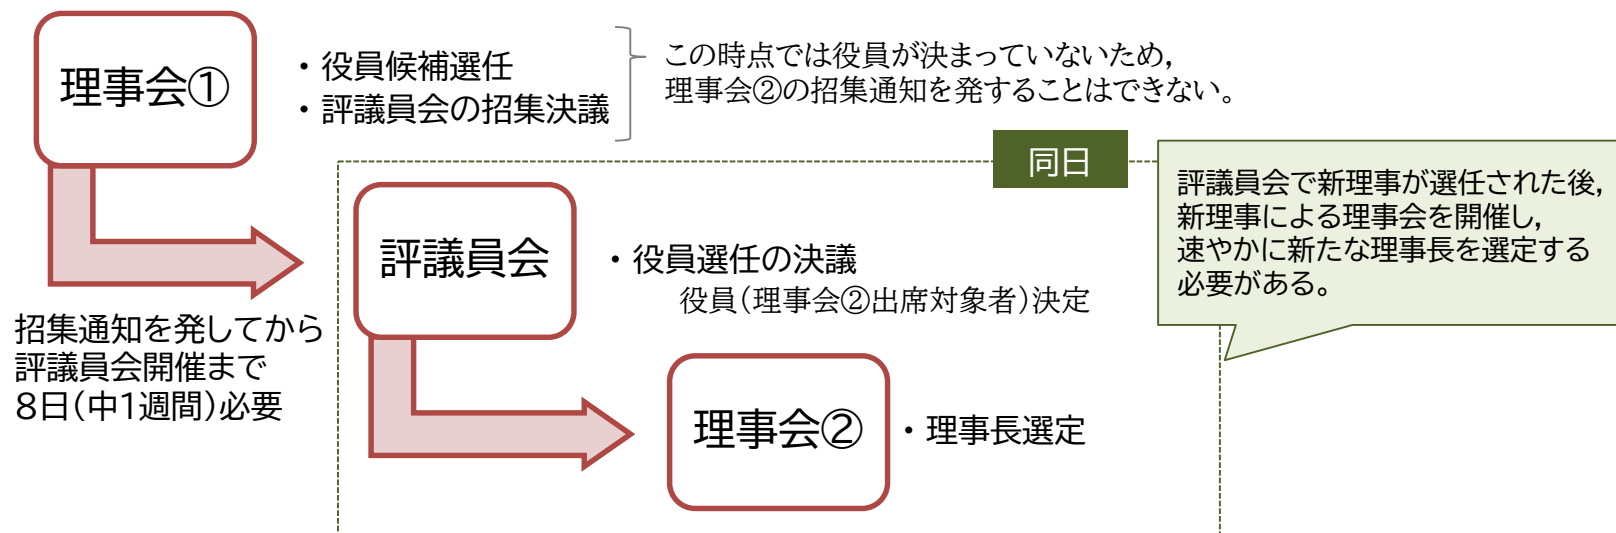 理事会①
・役員候補選任
・評議員会の招集決議
この時点では役員が決まっていないため，
理事会②の招集通知を発することはできない。
同日
評議員会で新理事が選任された後，
新理事による理事会を開催し，
速やかに新たな理事長を選定する
必要がある。
評議員会
・役員選任の決議
役員（理事会②出席対象者）決定
招集通知を発してから
評議員会開催まで
８日（中１週間）必要
理事会②
・理事長選定